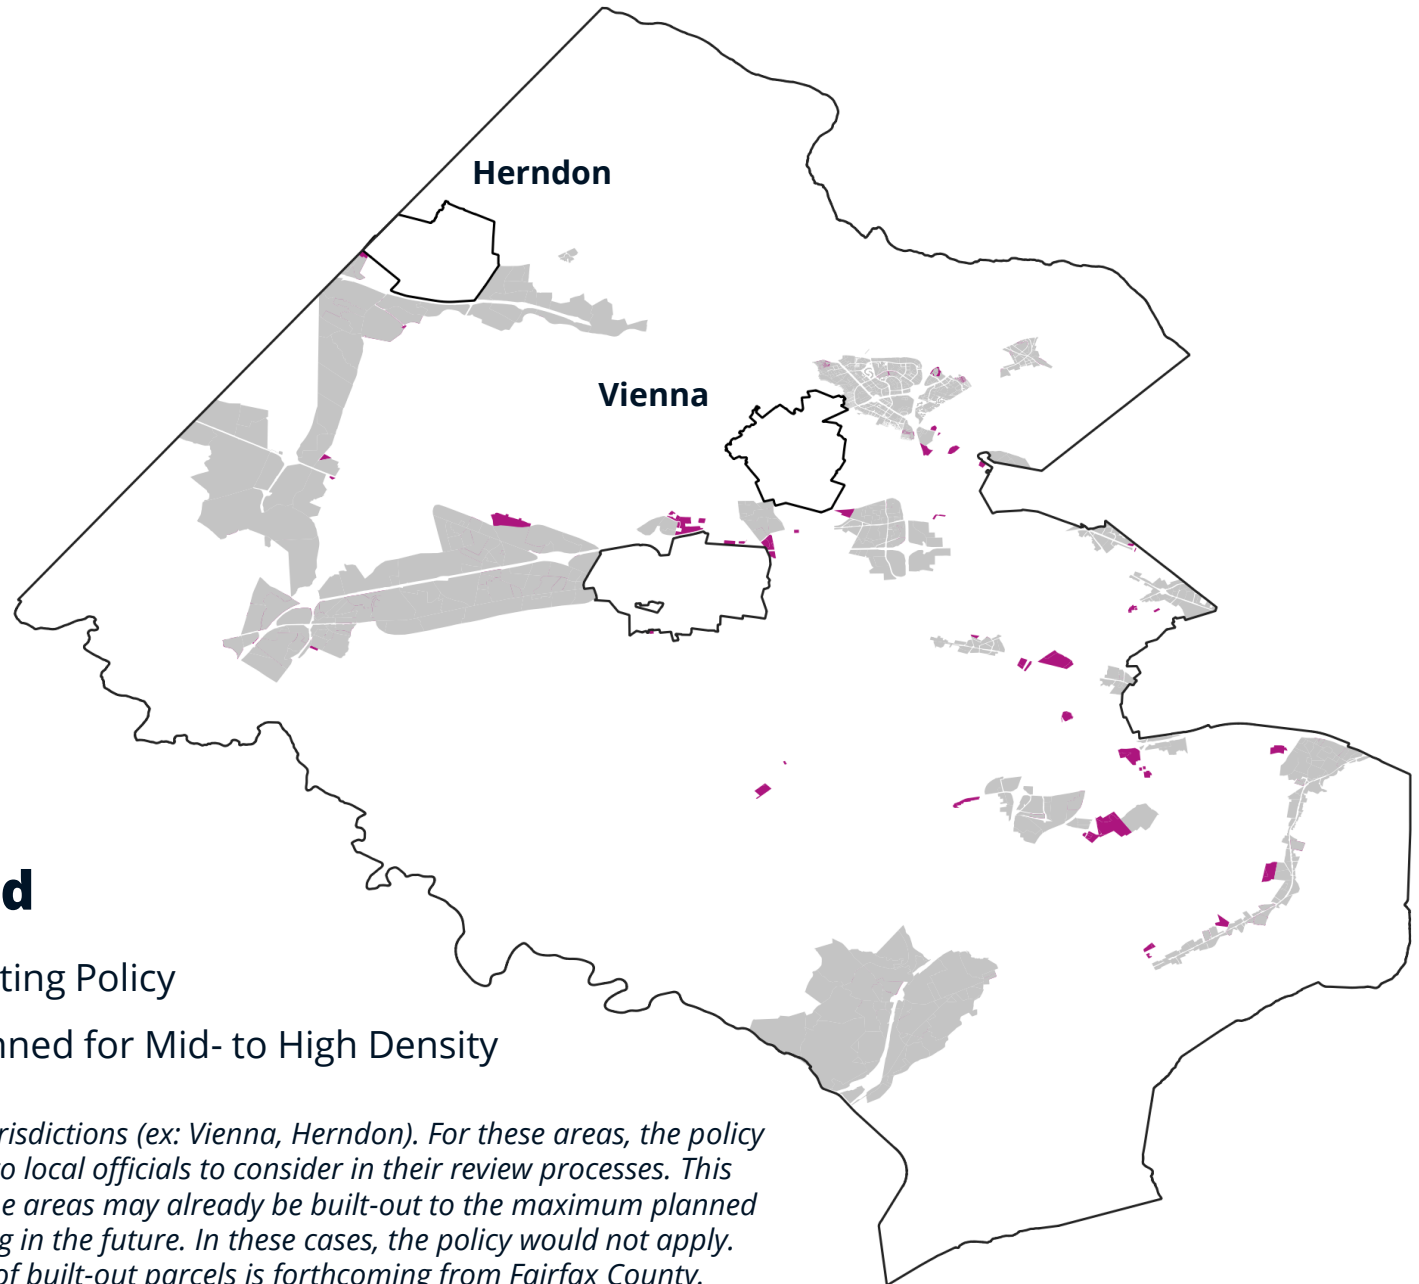 Herndon
Vienna
d
ting Policy
nned for Mid- to High Density
risdictions (ex: Vienna, Herndon). For these areas, the policy
o local officials to consider in their review processes. This
e areas may already be built-out to the maximum planned
g in the future. In these cases, the policy would not apply.
of built-out parcels is forthcoming from Fairfax County.